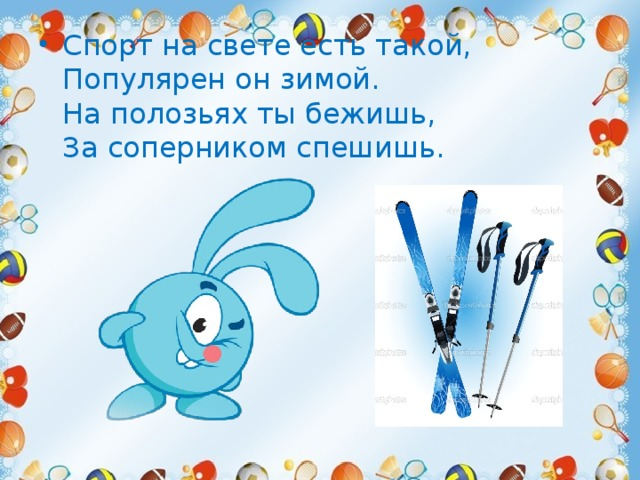 Спорт на свете есть такой,
Популярен он зимой.
На полозьях ты бежишь,
За соперником спешишь.